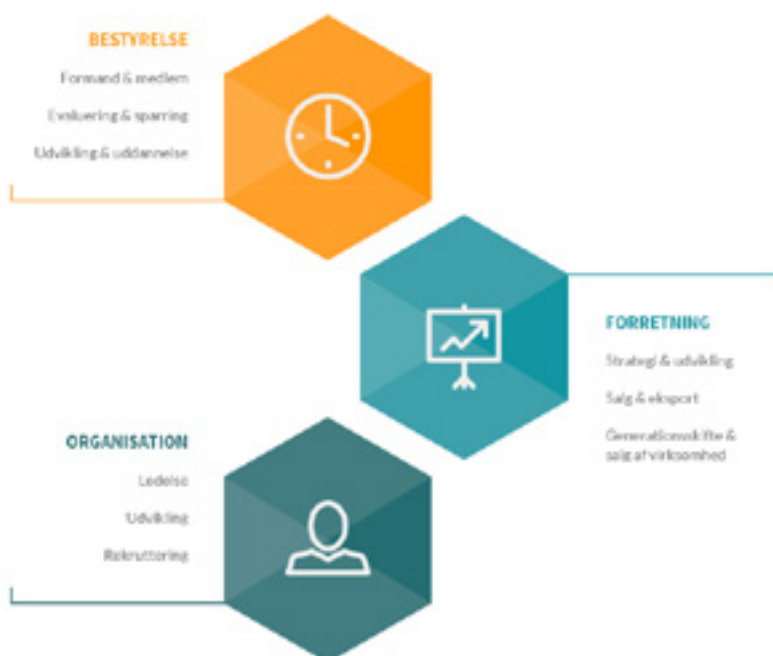 BESTYRELSE
Formand & medlem
Evaluering & sparring
Udvikling & uddannelse
FORRETNING
Strategi & udvikling
Salg & eksport
Generationsskifte &
salg af virksomhed
ORGANISATION
Ledelse
Udvikling
Rekruttering